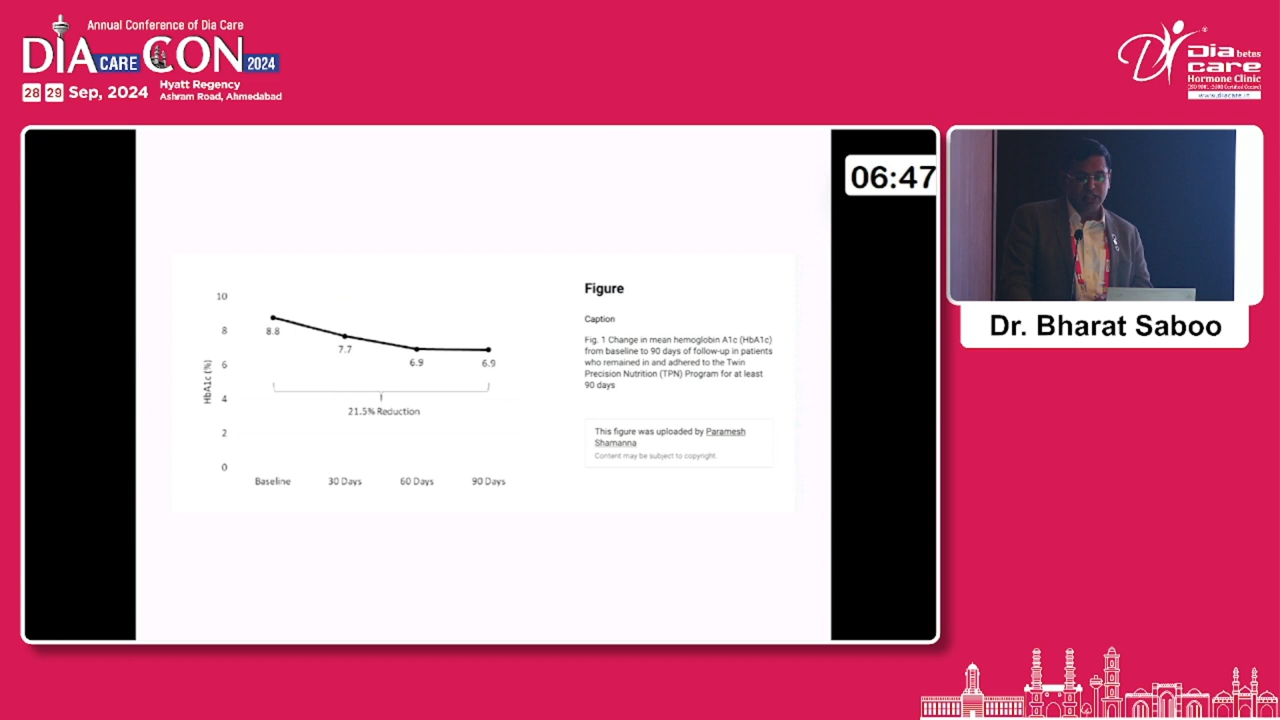 Annual Conference of Dia Care
DIA CARE CON 2024
28 29 Sep, 2024
Hyatt Regency
Ashram Road, Ahmedabad
Diabetes
care
Hormone Clinic
www.diacare.in
06:47
Dr. Bharat Saboo
HbA1c (%)
10
8
6
4
2
0
8.8
7.7
6.9
6.9
21.5% Reduction
Baseline
30 Days
60 Days
90 Days
Figure
Caption
Fig. 1 Change in mean hemoglobin A1c (HbA1c)
from baseline to 90 days of follow-up in patients
who remained in and adhered to the Twin
Precision Nutrition (TPN) Program for at least
90 days
This figure was uploaded by Paramesh
Shamanna
Content may be subject to copyright.